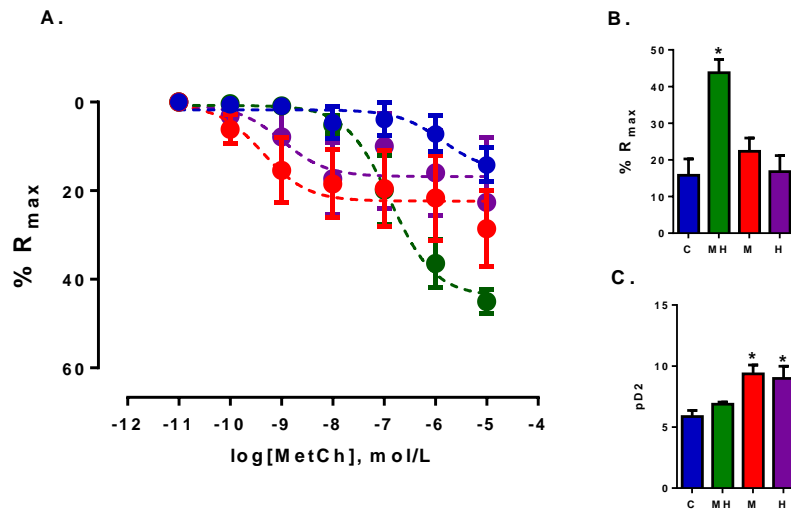 A.
% R max
0
20
40
60
-12 -11 -10 -9 -8 -7 -6 -5 -4
log[MetCh], mol/L
B.
% R max
50
40
30
20
10
0
*
C MH M H
C.
pD2
15
10
5
0
* *
C MH M H